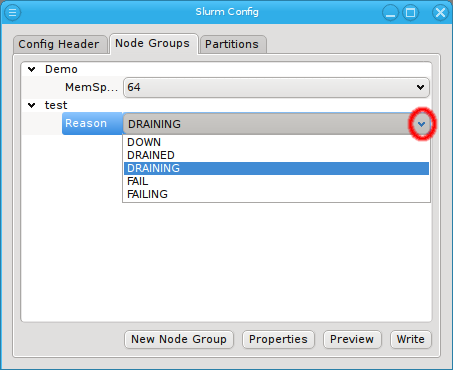 Slurm Config
Config Header Node Groups Partitions
Demo
MemSp... 64
test
Reason DRAINING
DOWN
DRAINED
DRAINING
FAIL
FAILING
New Node Group Properties Preview Write